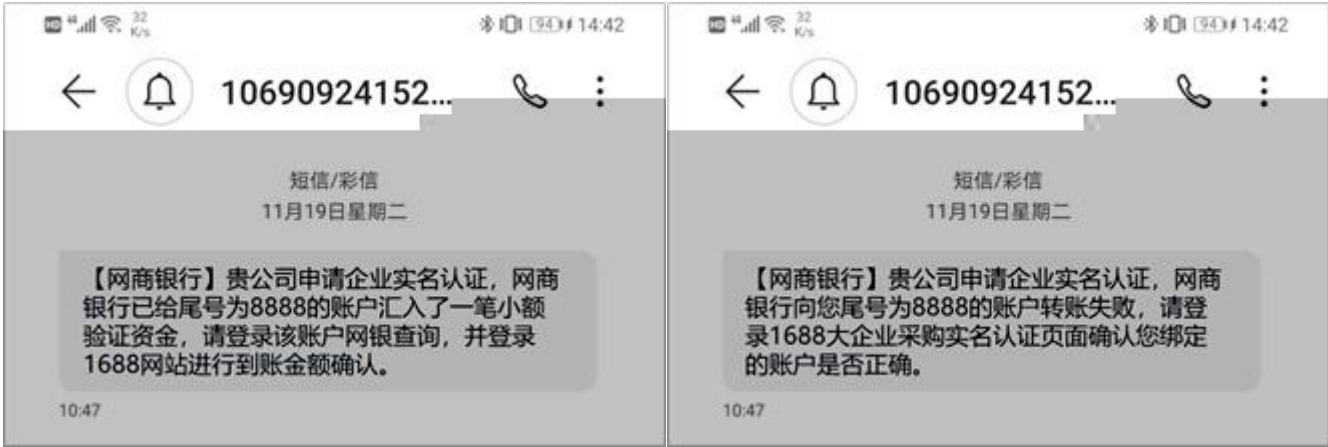 HD 46 32 K/s 94 14:42
10690924152...
短信/彩信
11月19日星期二
【网商银行】贵公司申请企业实名认证，网商
银行已给尾号为8888的账户汇入了一笔小额
验证资金，请登录该账户网银查询，并登录
1688网站进行到账金额确认。
10:47
HD 46 32 K/s 94 14:42
10690924152...
短信/彩信
11月19日星期二
【网商银行】贵公司申请企业实名认证，网商
银行向您尾号为8888的账户转账失败，请登
录1688大企业采购实名认证页面确认您绑定
的账户是否正确。
10:47